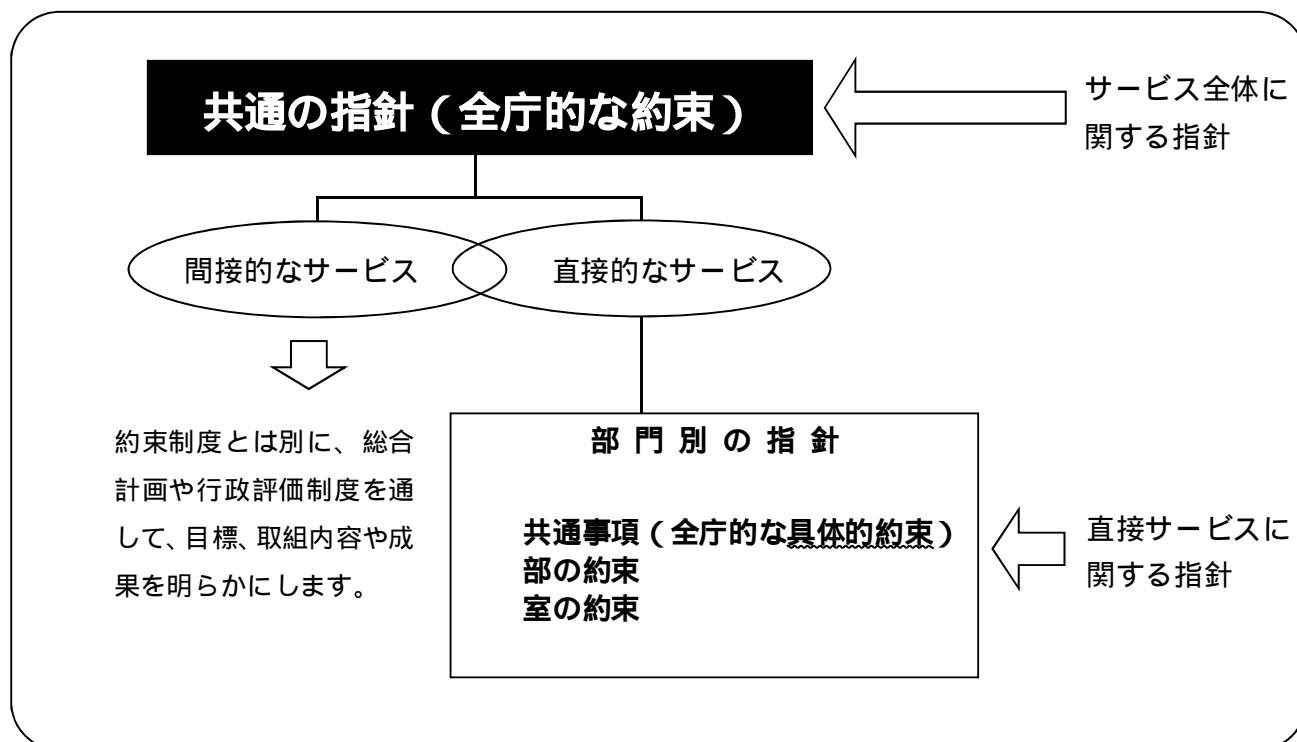 共通の指針（全庁的な約束）
サービス全体に
関する指針
間接的なサービス
直接的なサービス
約束制度とは別に、総合
計画や行政評価制度を通
して、目標、取組内容や成
果を明らかにします。
部門別の指針
共通事項（全庁的な具体的約束）
部の約束
室の約束
直接サービスに
関する指針